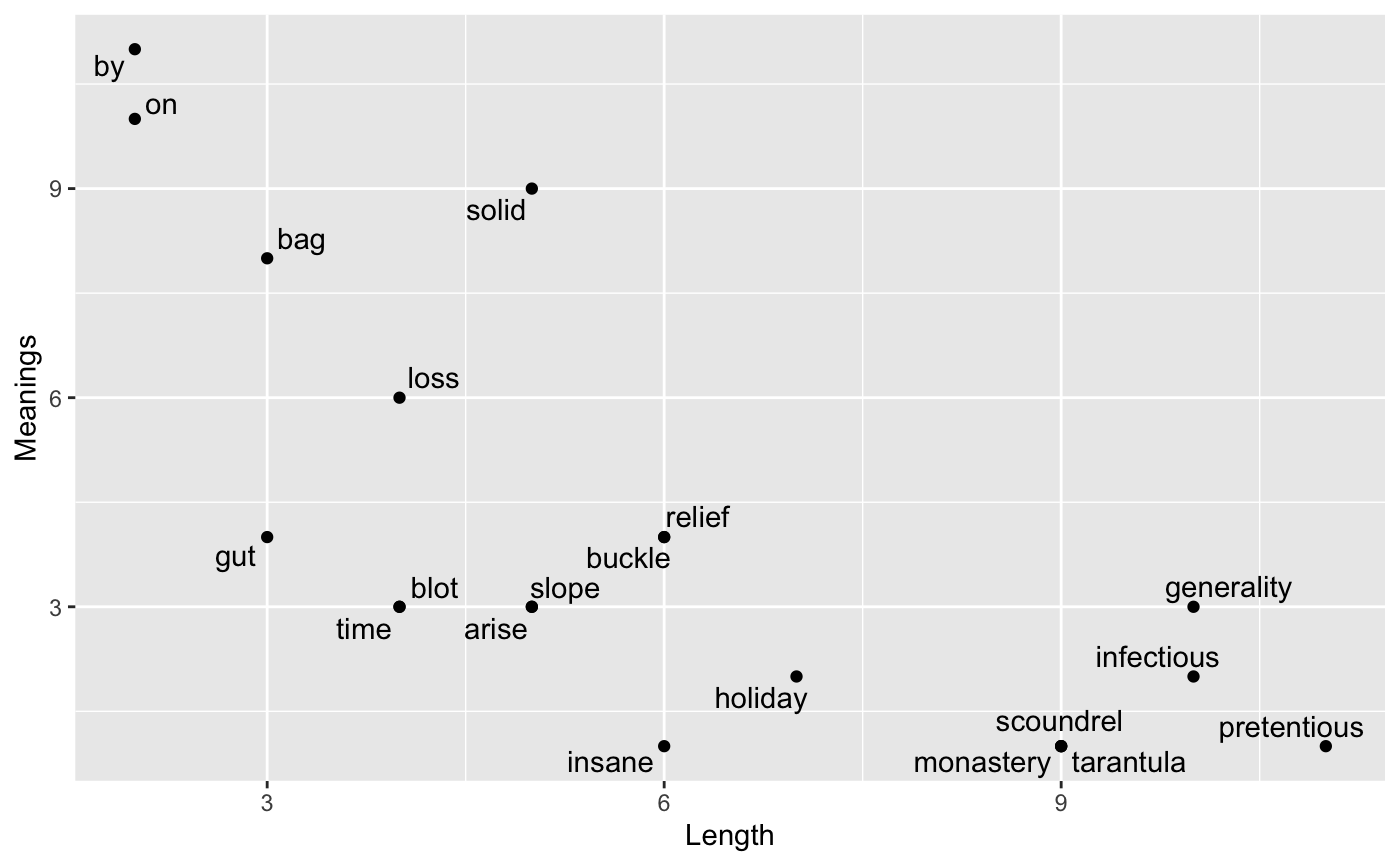 by
on
9
solid
bag
loss
6
Meanings
relief
gut
buckle
blot
slope
generality
3
time
arise
infectious
holiday
scoundrel
pretentious
insane
monastery
tarantula
3
6
9
Length